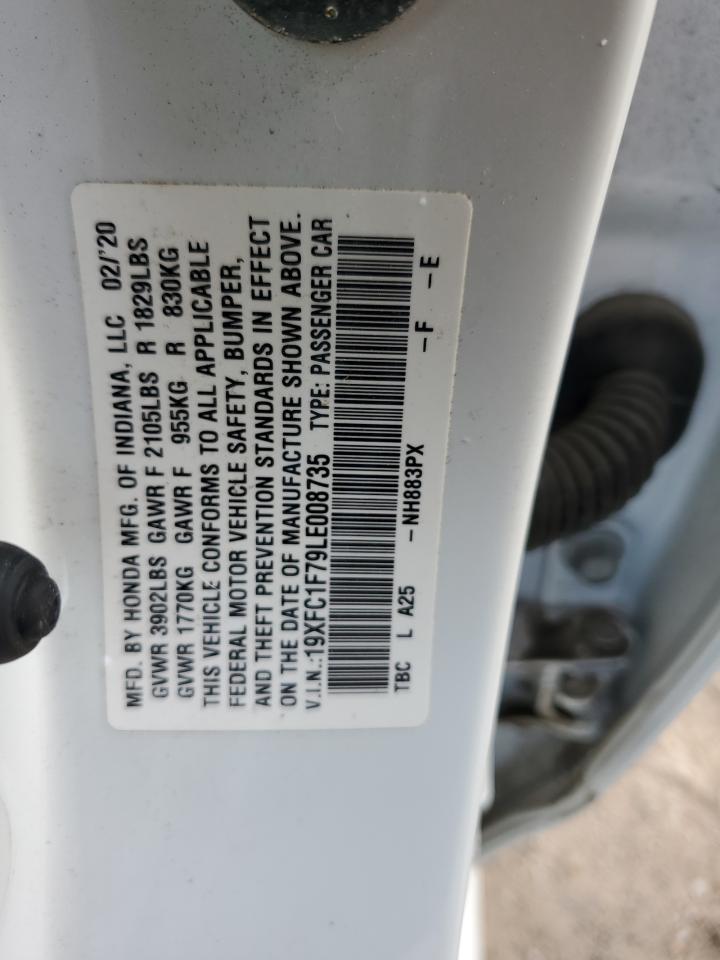 MFD. BY HONDA MFG. OF INDIANA, LLC 02/'20
GVWR 3902LBS GAWR F 2105LBS R 1829LBS
GVWR 1770KG GAWR F 955KG R 830KG
THIS VEHICLE CONFORMS TO ALL APPLICABLE
FEDERAL MOTOR VEHICLE SAFETY, BUMPER,
AND THEFT PREVENTION STANDARDS IN EFFECT
ON THE DATE OF MANUFACTURE SHOWN ABOVE.
V.I.N.:19XFC1F79LE008735 TYPE: PASSENGER CAR
TBC L A25 -NH883PX -F -E